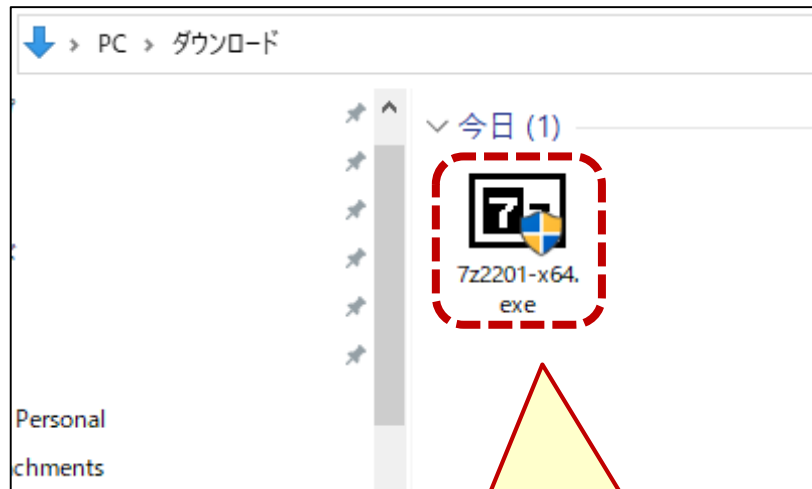 PC > ダウンロード
今日 (1)
7z2201-x64.
exe
Personal
chments